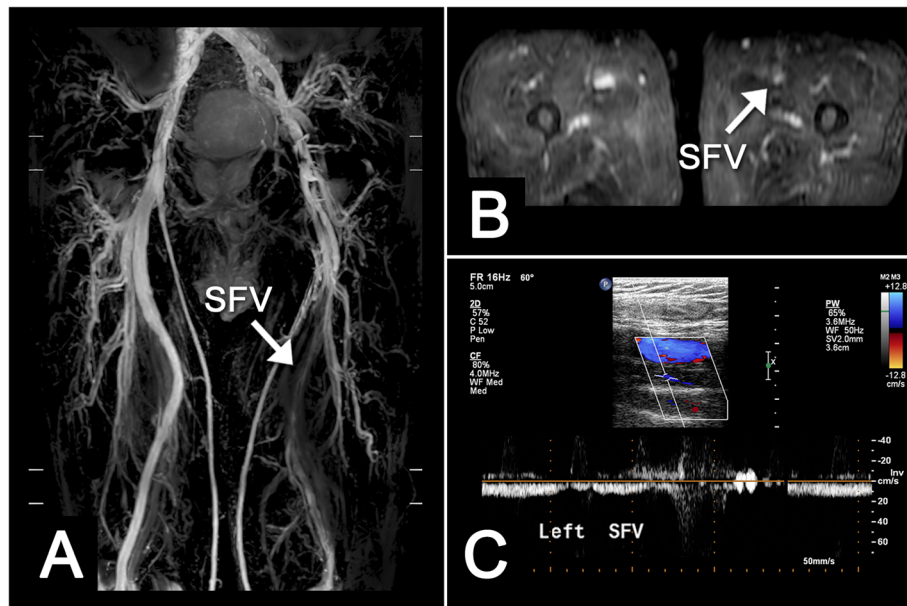 SFV
A
SFV
B
FR 16Hz 60°
5.0cm
2D
57%
C 52
P Low
Pen
CF
80%
4.0MHz
WF Med
Med
P
x
M2 M3
+12.8
-12.8
cm/s
PW
65%
3.6MHz
WF 50Hz
SV2.0mm
3.6cm
-40
-20
Inv
cm/s
20
40
60
Left SFV
50mm/s
C